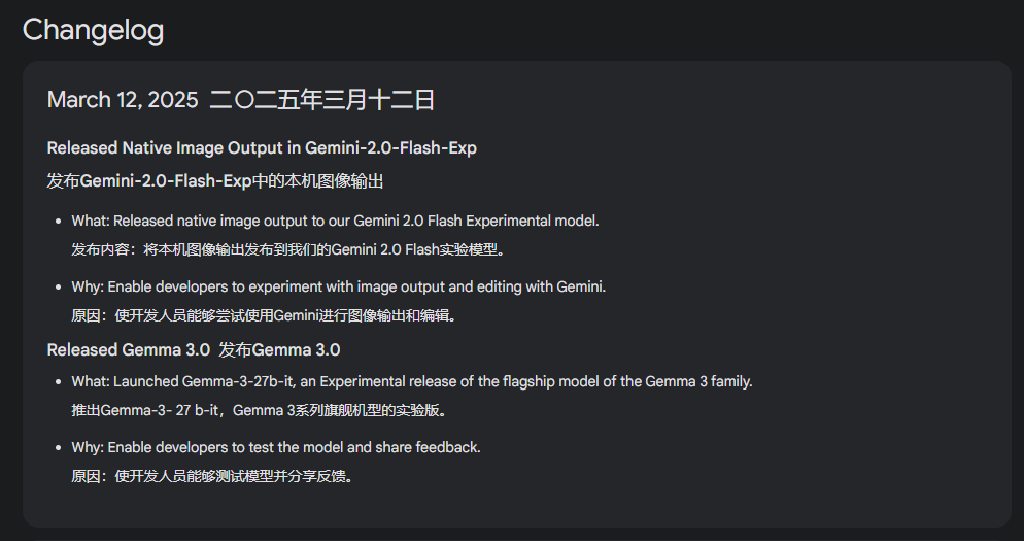 Changelog
March 12, 2025 二〇二五年三月十二日
Released Native Image Output in Gemini-2.0-Flash-Exp
发布Gemini-2.0-Flash-Exp中的本机图像输出
What: Released native image output to our Gemini 2.0 Flash Experimental model.
发布内容：将本机图像输出发布到我们的Gemini 2.0 Flash实验模型。
Why: Enable developers to experiment with image output and editing with Gemini.
原因：使开发人员能够尝试使用Gemini进行图像输出和编辑。
Released Gemma 3.0 发布Gemma 3.0
What: Launched Gemma-3-27b-it, an Experimental release of the flagship model of the Gemma 3 family.
推出Gemma-3- 27 b-it，Gemma 3系列旗舰机型的实验版。
Why: Enable developers to test the model and share feedback.
原因：使开发人员能够测试模型并分享反馈。